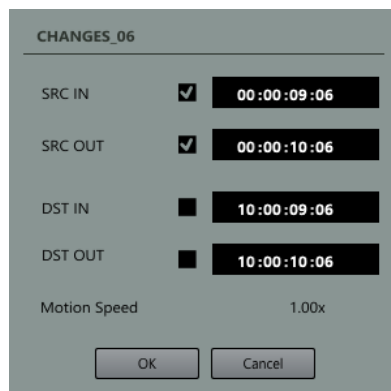 CHANGES_06
SRC IN 00:00:09:06
SRC OUT 00:00:10:06
DST IN 10:00:09:06
DST OUT 10:00:10:06
Motion Speed 1.00x
OK Cancel